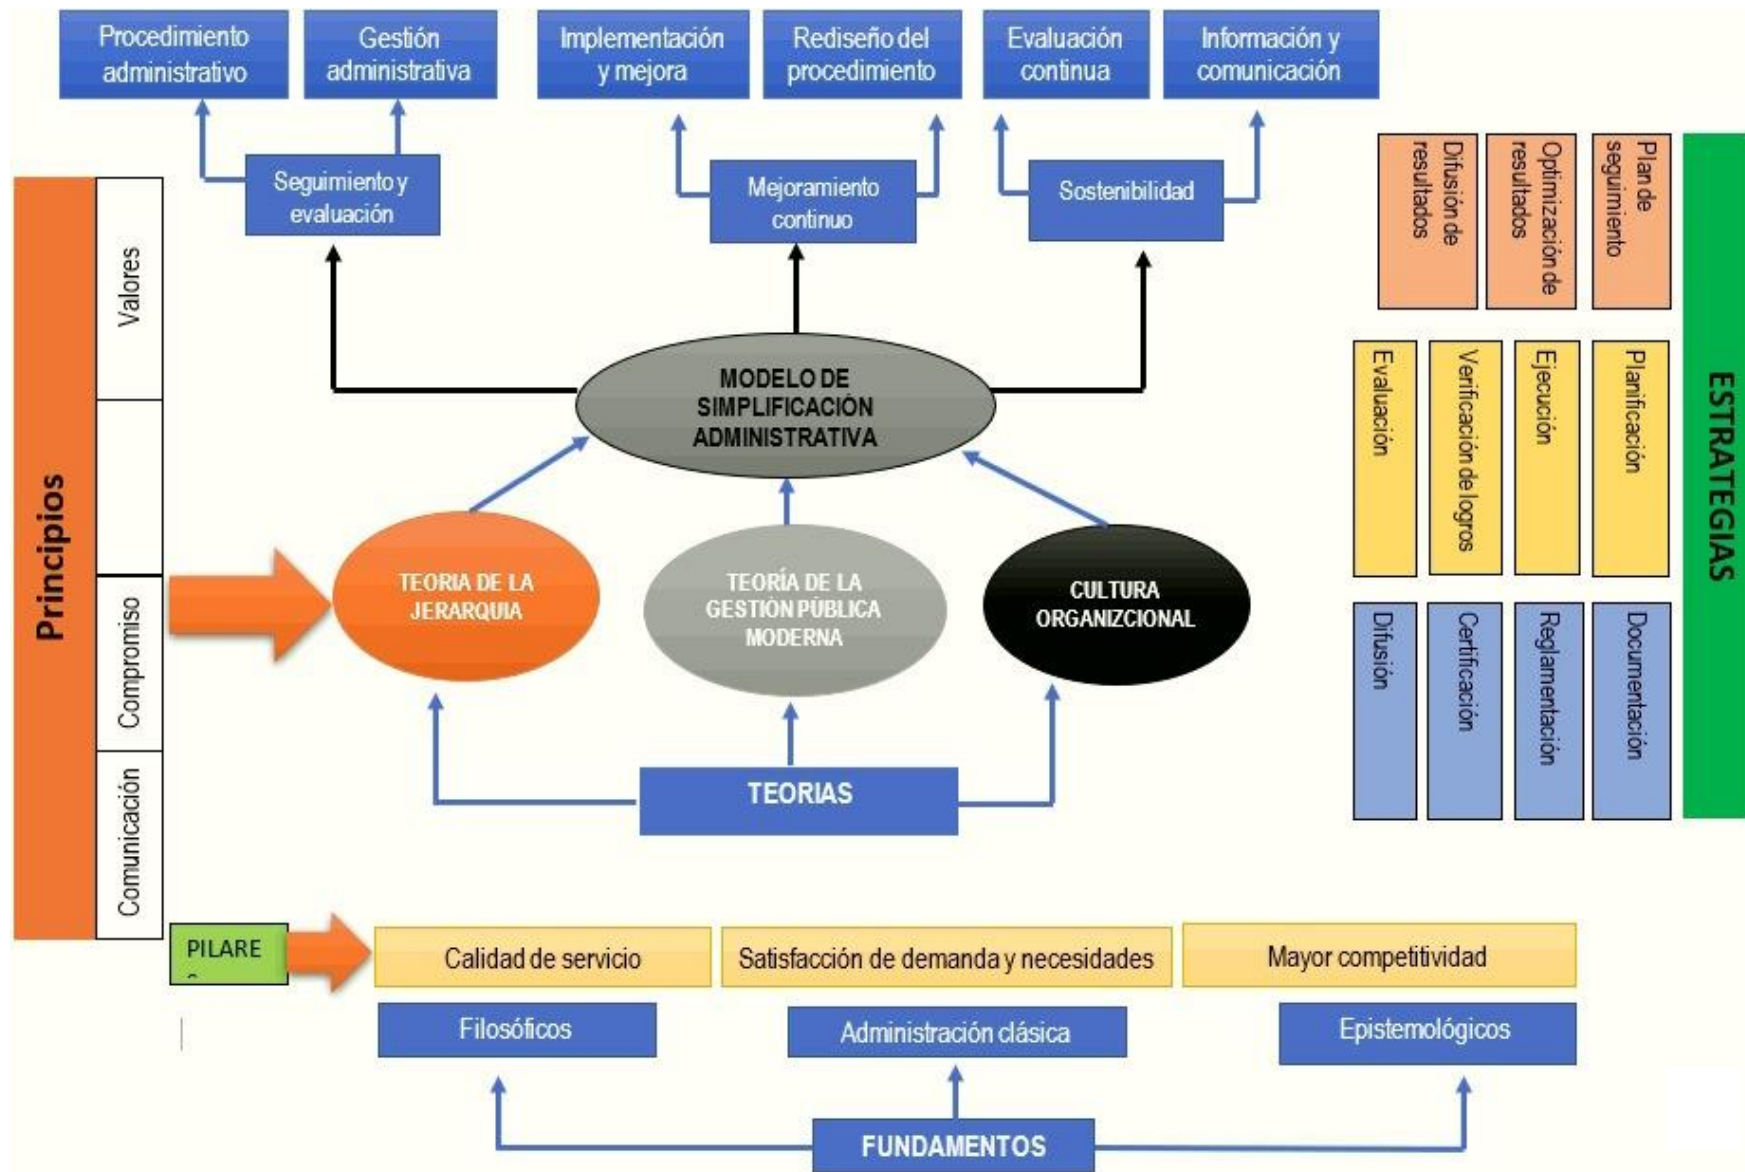 Procedimiento
administrativo
Gestión
administrativa
Implementación
y mejora
Rediseño del
procedimiento
Evaluación
continua
Información y
comunicación
Seguimiento y
evaluación
Mejoramiento
continuo
Sostenibilidad
Principios
Valores
Compromiso
Comunicación
MODELO DE
SIMPLIFICACIÓN
ADMINISTRATIVA
TEORIA DE LA
JERARQUIA
TEORÍA DE LA
GESTIÓN PÚBLICA
MODERNA
CULTURA
ORGANIZCIONAL
TEORIAS
Difusión de
resultados
Optimización de
resultados
Plan de
seguimiento
Evaluación
Verificación de logros
Ejecución
Planificación
Difusión
Certificación
Reglamentación
Documentación
ESTRATEGIAS
PILARE
Calidad de servicio
Satisfacción de demanda y necesidades
Mayor competitividad
Filosóficos
Administración clásica
Epistemológicos
FUNDAMENTOS